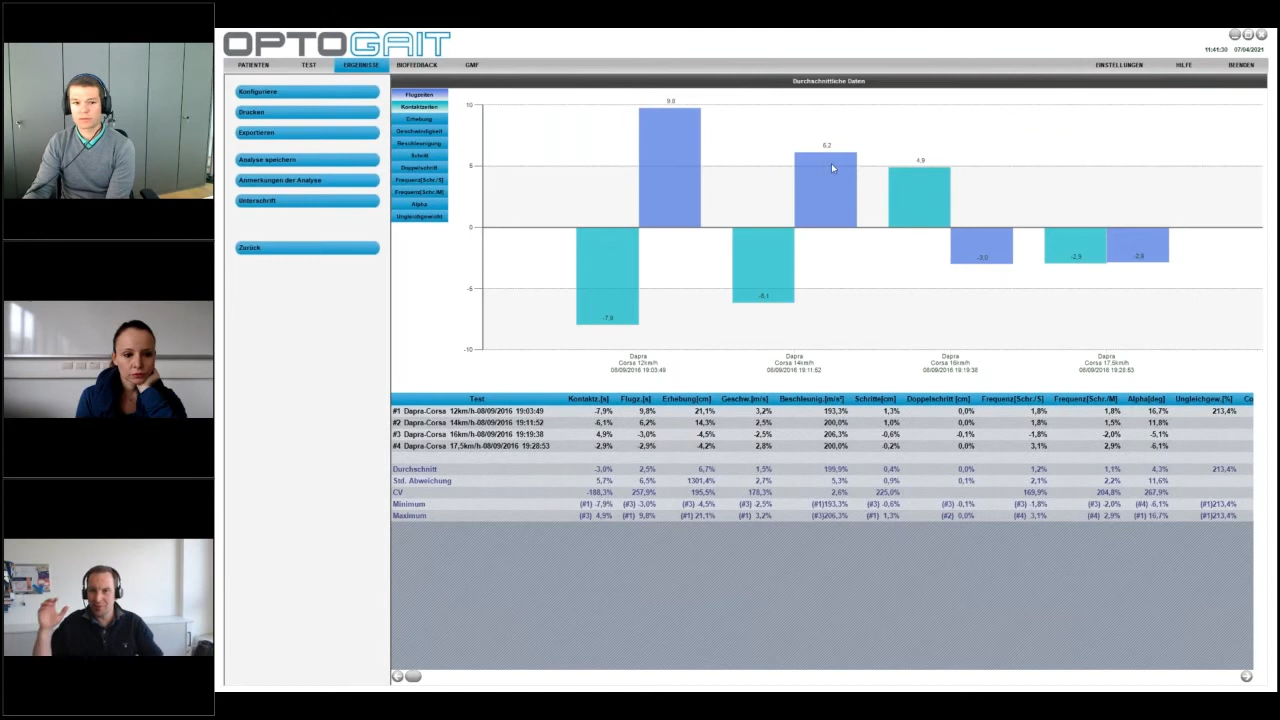 OPTOGAIT
11:41:30 07/04/2021
PATIENTEN TEST ERGEBNISSE BIOFEEDBACK GMF EINSTELLUNGEN HILFE BEENDEN
Konfiguriere
Drucken
Exportieren
Analyse speichern
Anmerkungen der Analyse
Unterschrift
Zurück
Durchschnittliche Daten
Flugzeiten
Kontaktzeiten
Erhebung
Geschwindigkeit
Beschleunigung
Schritt
Doppelschritt
Frequenz[Schr./S]
Frequenz[Schr./M]
Alpha
Ungleichgewicht
10
5
0
-5
-10
9,8
6,2
4,9
-7,9
-6,1
-3,0
-2,9 -2,9
Dapra Dapra Dapra Dapra
Corsa 12km/h Corsa 14km/h Corsa 16km/h Corsa 17,5km/h
08/09/2016 19:03:49 08/09/2016 19:11:52 08/09/2016 19:19:38 08/09/2016 19:28:53
Test Kontaktz.[s] Flugz.[s] Erhebung[cm] Geschw.[m/s] Beschleunig.[m/s²] Schritte[cm] Doppelschritt [cm] Frequenz[Schr./S] Frequenz[Schr./M] Alpha[deg] Ungleichgew.[%] Co
#1 Dapra-Corsa 12km/h-08/09/2016 19:03:49 -7,9% 9,8% 21,1% 3,2% 193,3% 1,3% 0,0% 1,8% 1,8% 16,7% 213,4%
#2 Dapra-Corsa 14km/h-08/09/2016 19:11:52 -6,1% 6,2% 14,3% 2,5% 200,0% 1,0% 0,0% 1,8% 1,5% 11,8%
#3 Dapra-Corsa 16km/h-08/09/2016 19:19:38 4,9% -3,0% -4,5% -2,5% 206,3% -0,6% -0,1% -1,8% -2,0% -5,1%
#4 Dapra-Corsa 17,5km/h-08/09/2016 19:28:53 -2,9% -2,9% -4,2% 2,8% 200,0% -0,2% 0,0% 3,1% 2,9% -6,1%
Durchschnitt -3,0% 2,5% 6,7% 1,5% 199,9% 0,4% 0,0% 1,2% 1,1% 4,3% 213,4%
Std. Abweichung 5,7% 6,5% 1301,4% 2,7% 5,3% 0,9% 0,1% 2,1% 2,2% 11,6%
CV -188,3% 257,9% 195,5% 178,3% 2,6% 225,0% 169,9% 204,8% 267,9%
Minimum (#1) -7,9% (#3) -3,0% (#3) -4,5% (#3) -2,5% (#1)193,3% (#3) -0,6% (#3) -0,1% (#3) -1,8% (#3) -2,0% (#4) -6,1% (#1)213,4%
Maximum (#3) 4,9% (#1) 9,8% (#1) 21,1% (#1) 3,2% (#3)206,3% (#1) 1,3% (#2) 0,0% (#4) 3,1% (#4) 2,9% (#1) 16,7% (#1)213,4%